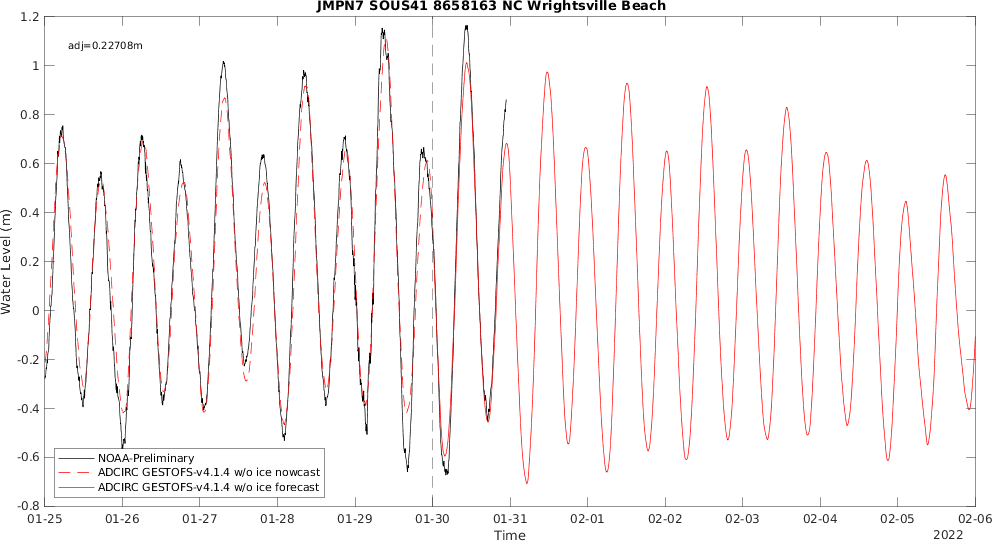 JMPN7 SOUS41 8658163 NC Wrightsville Beach
adj=0.22708m
Water Level (m)
1.2
1
0.8
0.6
0.4
0.2
0
-0.2
-0.4
-0.6
-0.8
NOAA-Preliminary
ADCIRC GESTOFS-v4.1.4 w/o ice nowcast
ADCIRC GESTOFS-v4.1.4 w/o ice forecast
01-25 01-26 01-27 01-28 01-29 01-30 01-31 02-01 02-02 02-03 02-04 02-05 02-06
Time
2022